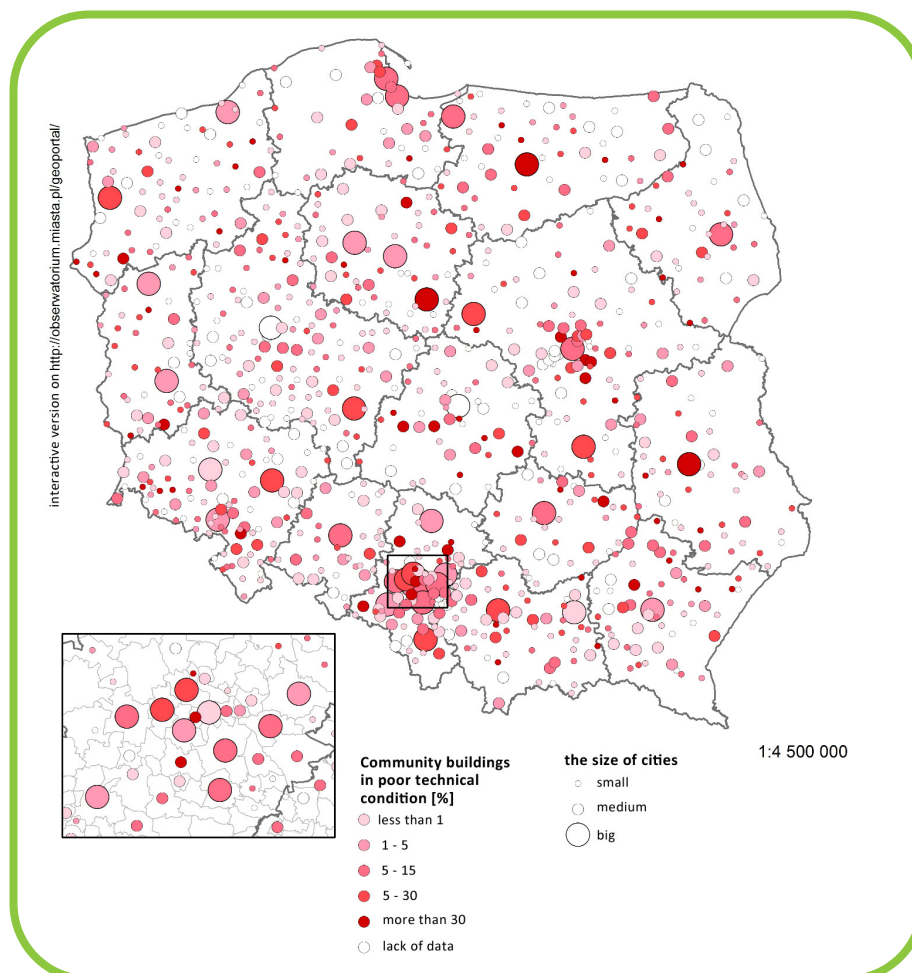 interactive version on http://obserwatorium.miasta.pl/geoportal/
1:4 500 000
Community buildings
in poor technical
condition [%]
less than 1
1 - 5
5 - 15
5 - 30
more than 30
lack of data
the size of cities
small
medium
big